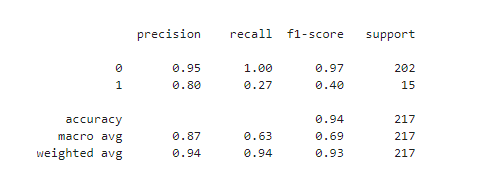 precision recall f1-score support
0 0.95 1.00 0.97 202
1 0.80 0.27 0.40 15
accuracy 0.94 217
macro avg 0.87 0.63 0.69 217
weighted avg 0.94 0.94 0.93 217